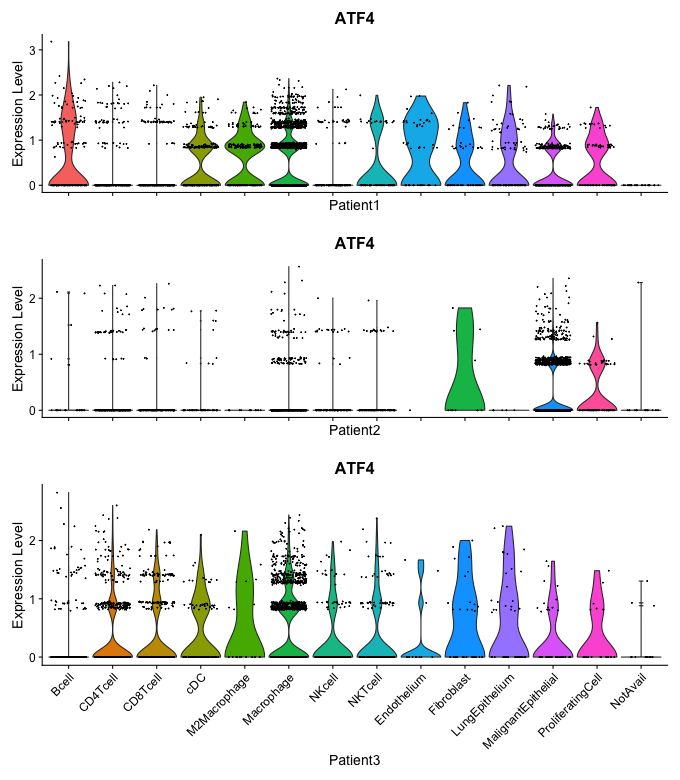 ATF4
Expression Level
3
2
1
0
Patient1
ATF4
Expression Level
2
1
0
Patient2
ATF4
Expression Level
2
1
0
Bcell
CD4Tcell
CD8Tcell
cDC
M2Macrophage
Macrophage
NKcell
NKTcell
Endothelium
Fibroblast
LungEpithelium
MalignantEpithelial
ProliferatingCell
NotAvail
Patient3